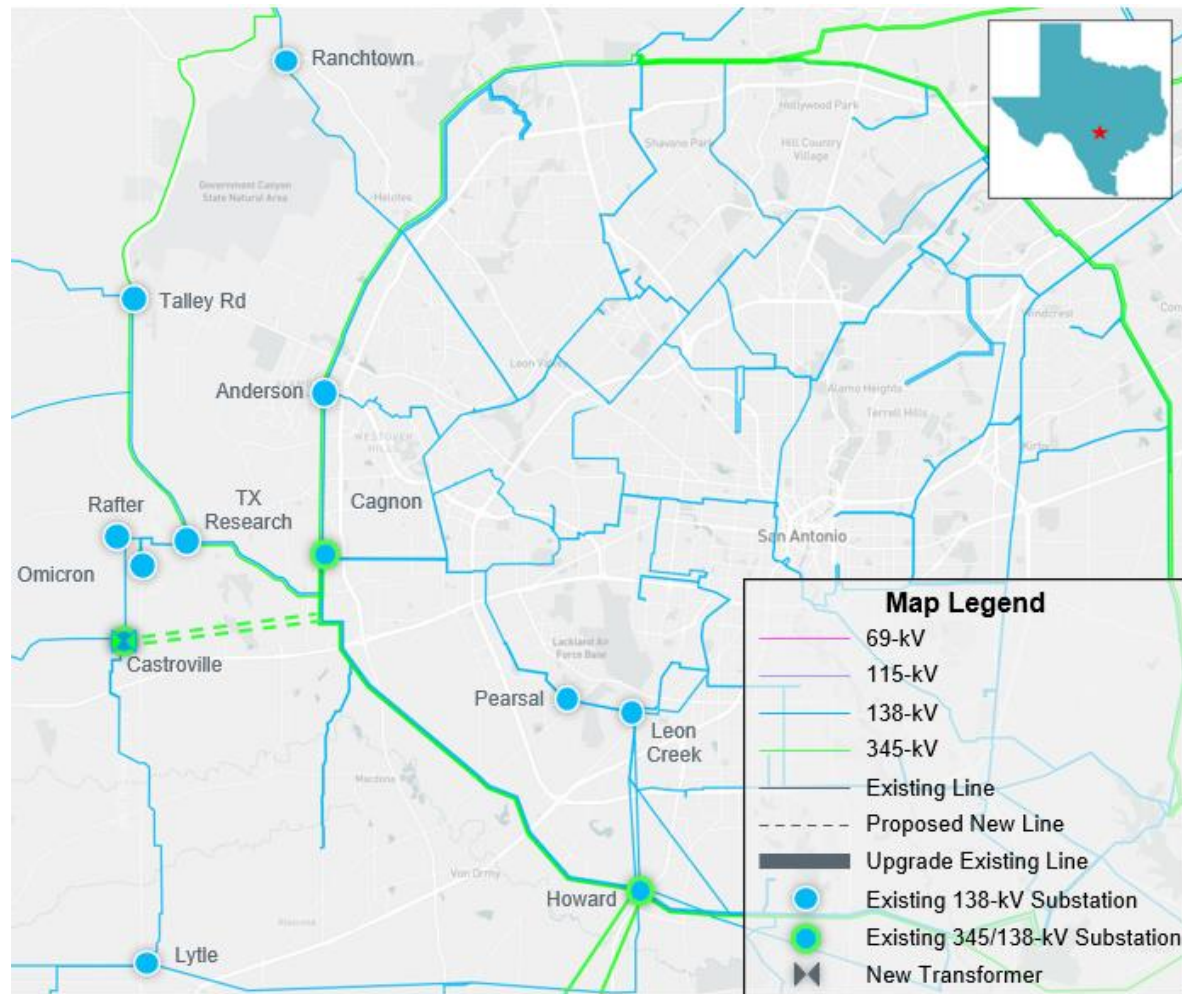 Ranchtown
Hollywood Park
Shavano Park
Hill Country
Village
Government Canyon
State Natural Area
Helotes
Talley Rd
Windcrest
Leon Valley
Anderson
Alamo Heights
Terrell Hills
WESTOVER
HILLS
Kirby
Rafter
TX
Research
Cagnon
San Antonio
Omicron
Castroville
Lackland Air
Force Base
Pearsal
Leon
Creek
Macdona
Von Ormy
Howard
Lytle
Map Legend
69-kV
115-kV
138-kV
345-kV
Existing Line
Proposed New Line
Upgrade Existing Line
Existing 138-kV Substation
Existing 345/138-kV Substation
New Transformer